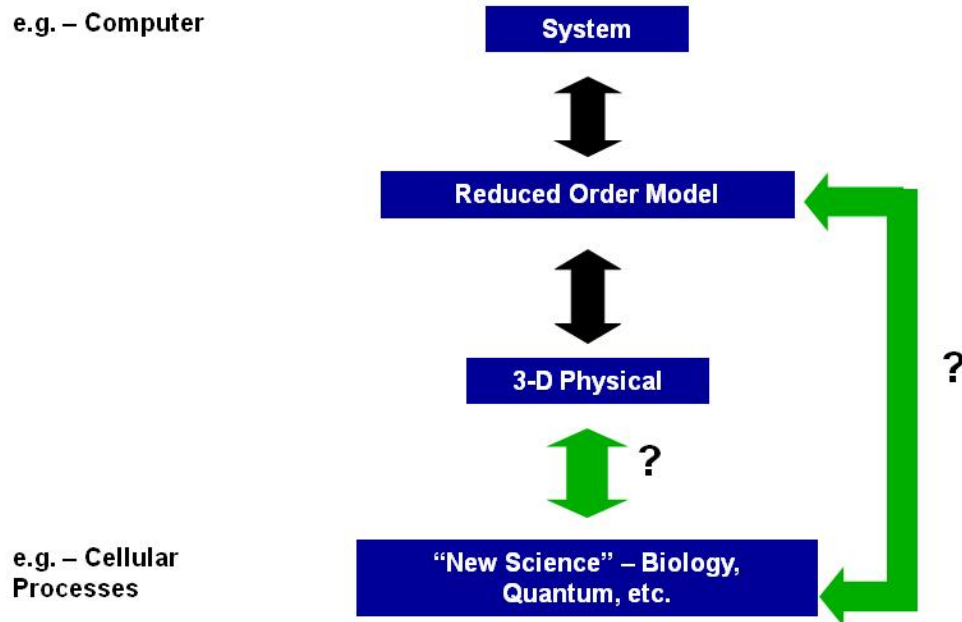 e.g. – Computer
System
Reduced Order Model
?
3-D Physical
?
e.g. – Cellular
Processes
“New Science” – Biology,
Quantum, etc.